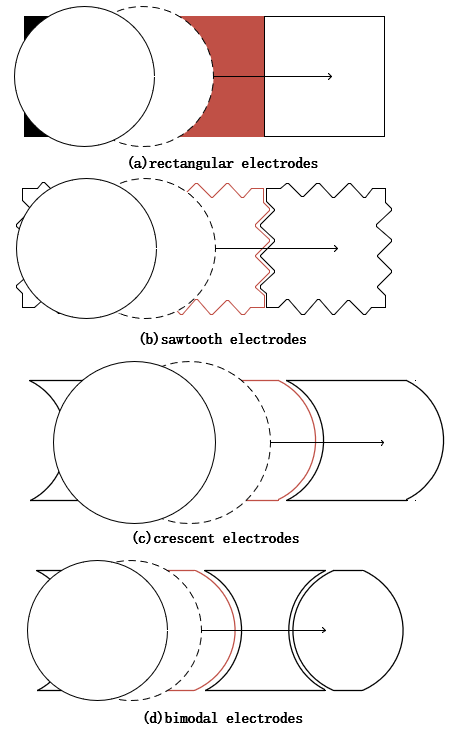 (a)rectangular electrodes
(b)sawtooth electrodes
(c)crescent electrodes
(d)bimodal electrodes